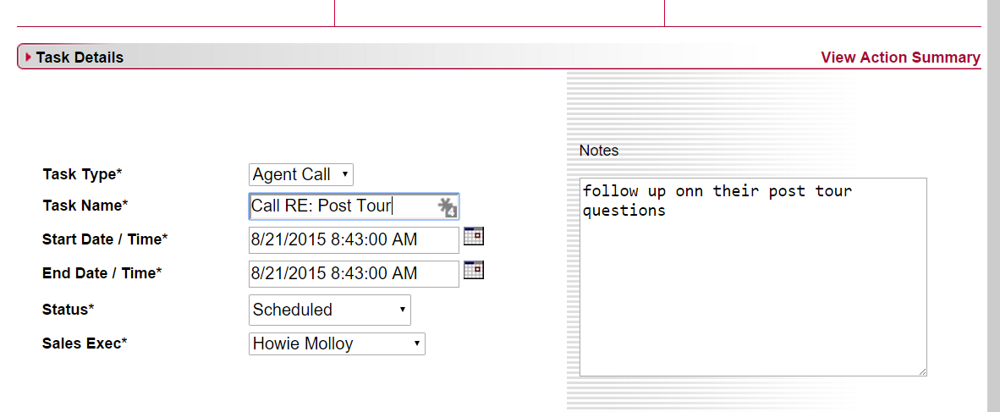 Task Details
View Action Summary
Notes
Task Type*
Agent Call
Task Name*
Call RE: Post Tour
4
Start Date / Time*
8/21/2015 8:43:00 AM
End Date / Time*
8/21/2015 8:43:00 AM
Status*
Scheduled
Sales Exec*
Howie Molloy
follow up onn their post tour
questions